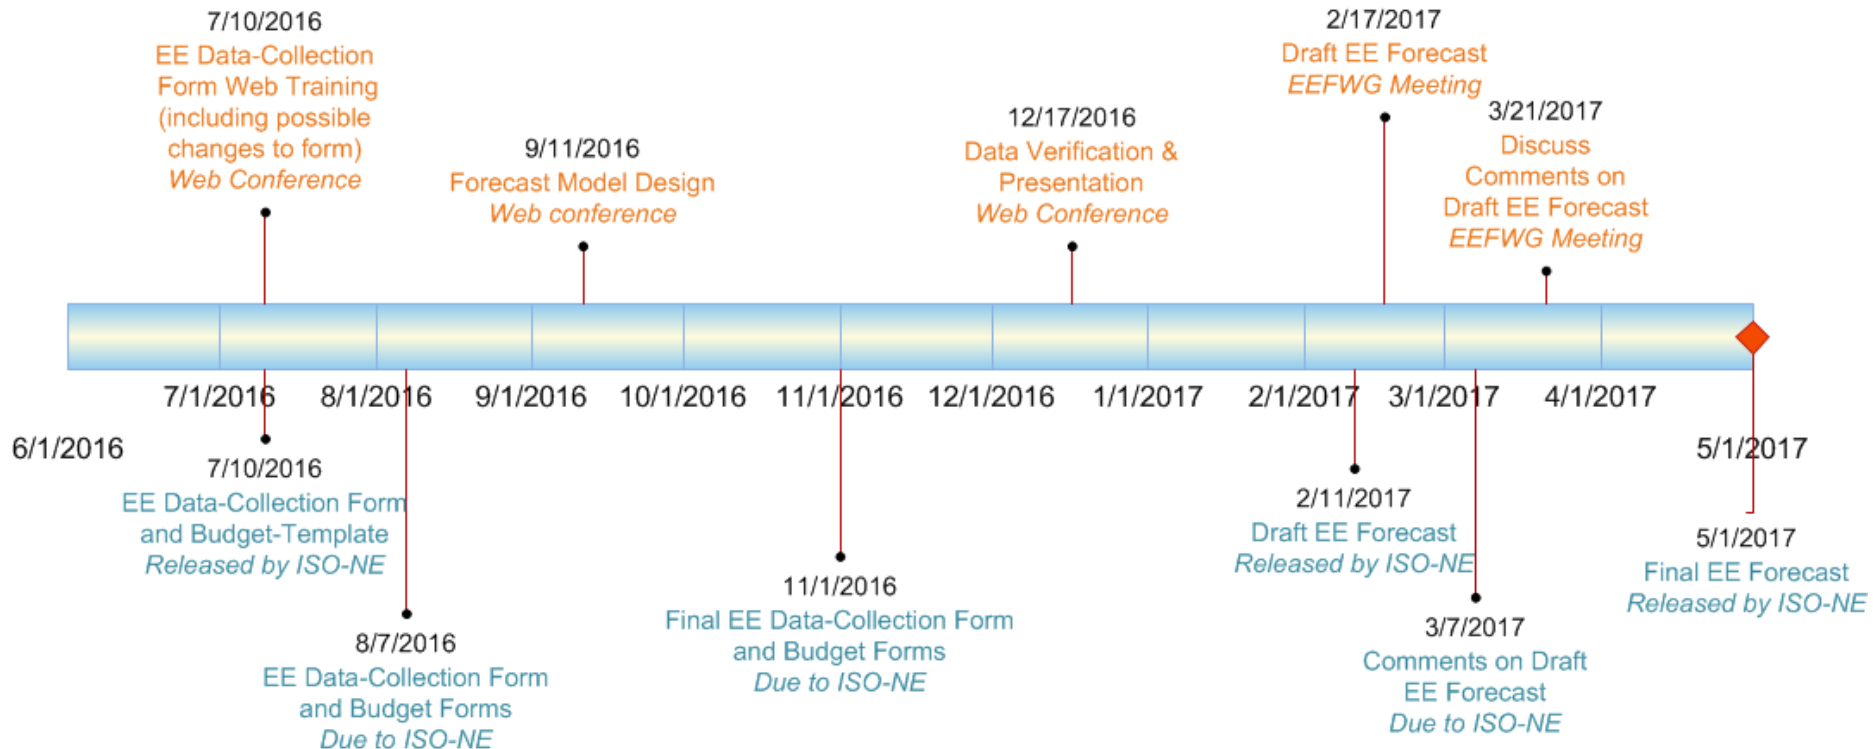 7/10/2016
EE Data-Collection
Form Web Training
(including possible
changes to form)
Web Conference
9/11/2016
Forecast Model Design
Web conference
12/17/2016
Data Verification &
Presentation
Web Conference
2/17/2017
Draft EE Forecast
EEFWG Meeting
3/21/2017
Discuss
Comments on
Draft EE Forecast
EEFWG Meeting
7/1/2016
8/1/2016
9/1/2016
10/1/2016
11/1/2016
12/1/2016
1/1/2017
2/1/2017
3/1/2017
4/1/2017
6/1/2016
5/1/2017
7/10/2016
EE Data-Collection Form
and Budget-Template
Released by ISO-NE
8/7/2016
EE Data-Collection Form
and Budget Forms
Due to ISO-NE
11/1/2016
Final EE Data-Collection Form
and Budget Forms
Due to ISO-NE
2/11/2017
Draft EE Forecast
Released by ISO-NE
3/7/2017
Comments on Draft
EE Forecast
Due to ISO-NE
5/1/2017
Final EE Forecast
Released by ISO-NE